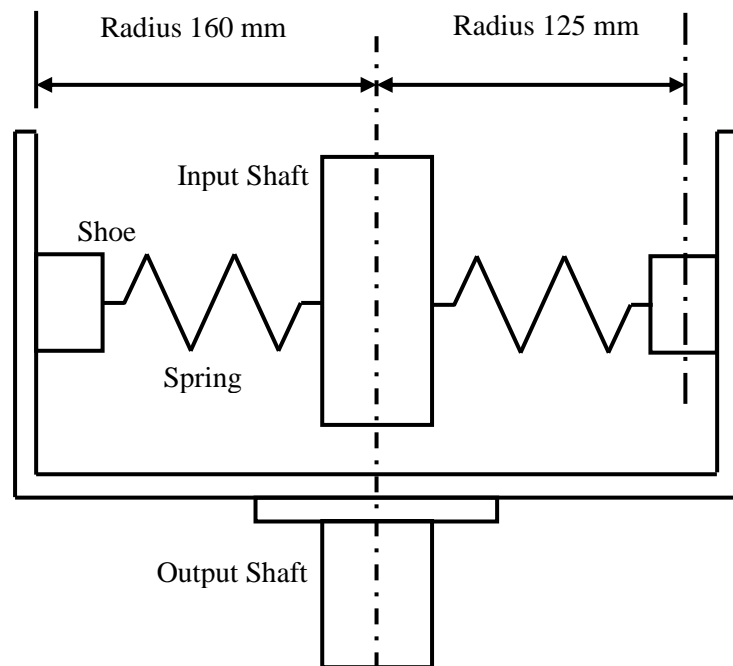 Radius 160 mm
Radius 125 mm
Input Shaft
Shoe
Spring
Output Shaft